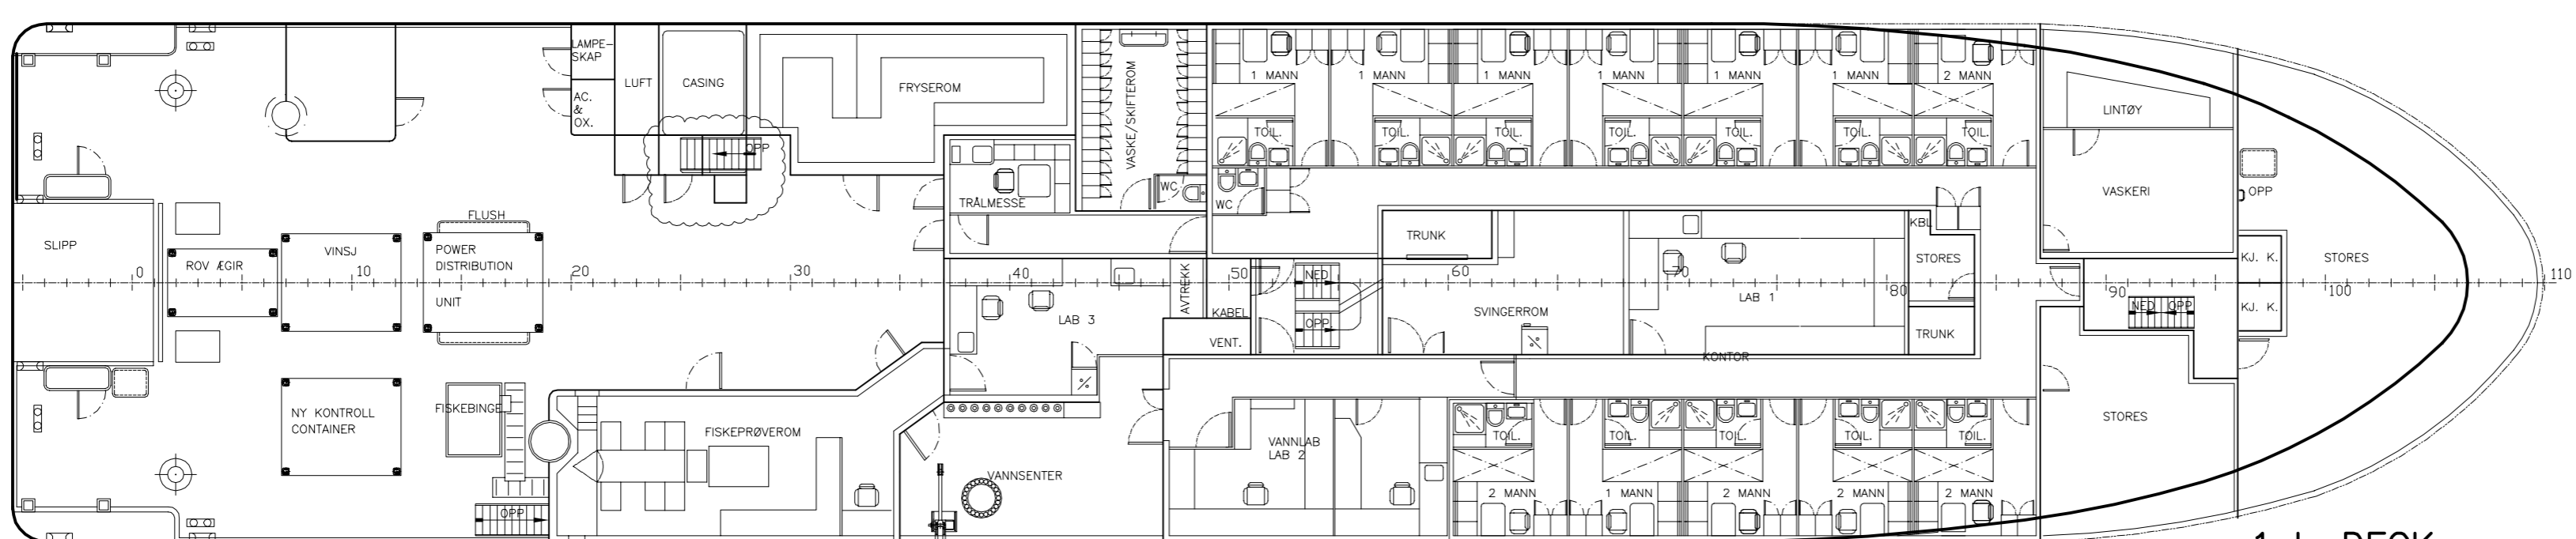 LAMPE-
SKAP
LUFT
CASING
AC.
&
OX.
FRYSEROM
OPP
VASKE/SKIFTEROM
WC
TRÅLMESSE
1 MANN
1 MANN
1 MANN
1 MANN
1 MANN
1 MANN
2 MANN
TOIL.
TOIL.
TOIL.
TOIL.
TOIL.
TOIL.
TOIL.
WC
LINTØY
VASKERI
OPP
SLIPP
ROV ÆGIR
VINSJ
FLUSH
POWER
DISTRIBUTION
UNIT
TRUNK
KBL
STORES
TRUNK
KJ. K.
KJ. K.
STORES
0
10
20
30
40
50
60
70
80
90
100
110
LAB 3
AVTREKK
KABEL
VENT.
NED
OPP
SVINGERROM
LAB 1
KONTOR
NED
OPP
NY KONTROLL
CONTAINER
FISKEBINGE
OPP
FISKEPRØVEROM
VANNSENTER
VANNLAB
LAB 2
TOIL.
TOIL.
TOIL.
TOIL.
TOIL.
2 MANN
1 MANN
2 MANN
2 MANN
2 MANN
STORES